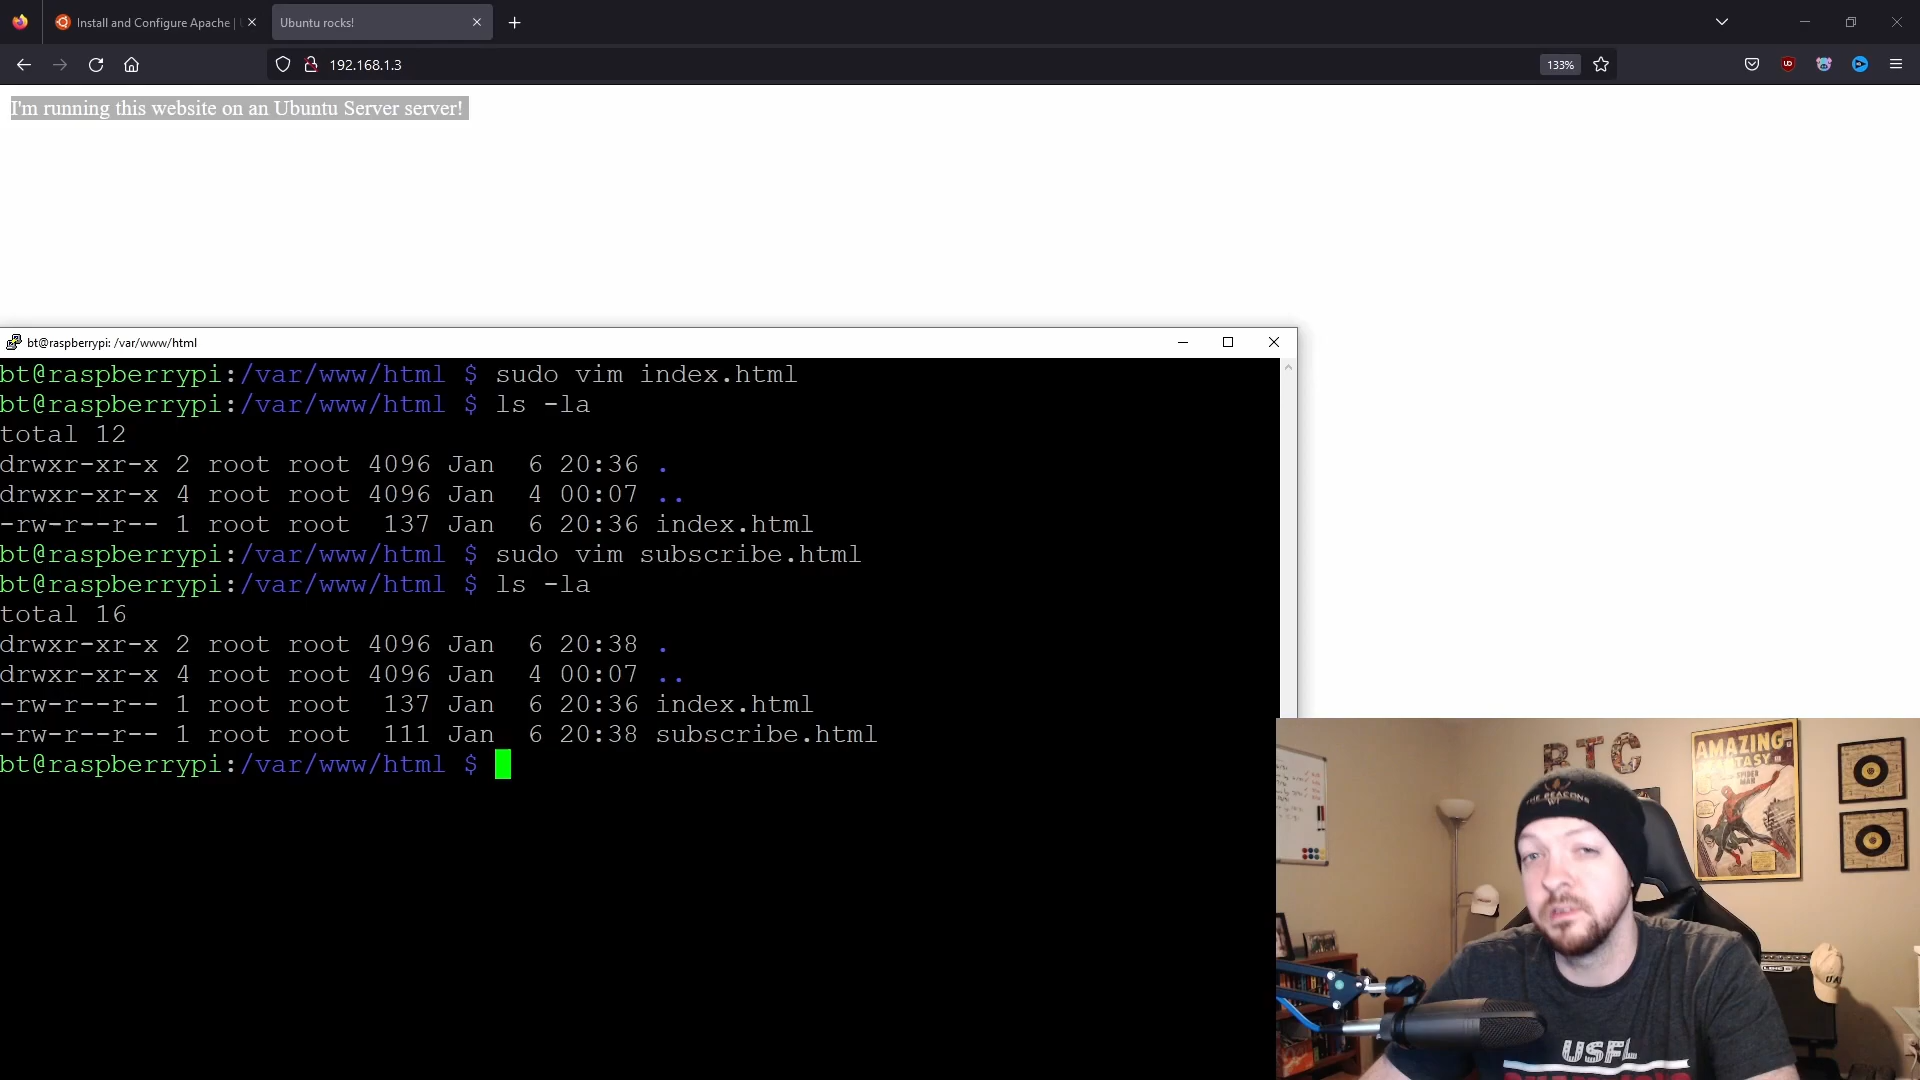 Install and Configure Apache |
Ubuntu rocks!
192.168.1.3
133%
I'm running this website on an Ubuntu Server server!
bt@raspberrypi: /var/www/html
bt@raspberrypi:/var/www/html $ sudo vim index.html
bt@raspberrypi:/var/www/html $ ls -la
total 12
drwxr-xr-x 2 root root 4096 Jan  6 20:36 .
drwxr-xr-x 4 root root 4096 Jan  4 00:07 ..
-rw-r--r-- 1 root root  137 Jan  6 20:36 index.html
bt@raspberrypi:/var/www/html $ sudo vim subscribe.html
bt@raspberrypi:/var/www/html $ ls -la
total 16
drwxr-xr-x 2 root root 4096 Jan  6 20:38 .
drwxr-xr-x 4 root root 4096 Jan  4 00:07 ..
-rw-r--r-- 1 root root  137 Jan  6 20:36 index.html
-rw-r--r-- 1 root root  111 Jan  6 20:38 subscribe.html
bt@raspberrypi:/var/www/html $
BTC
AMAZING
FANTASY
SPIDER
MAN
THE BEACONS
LINE 6
USFL